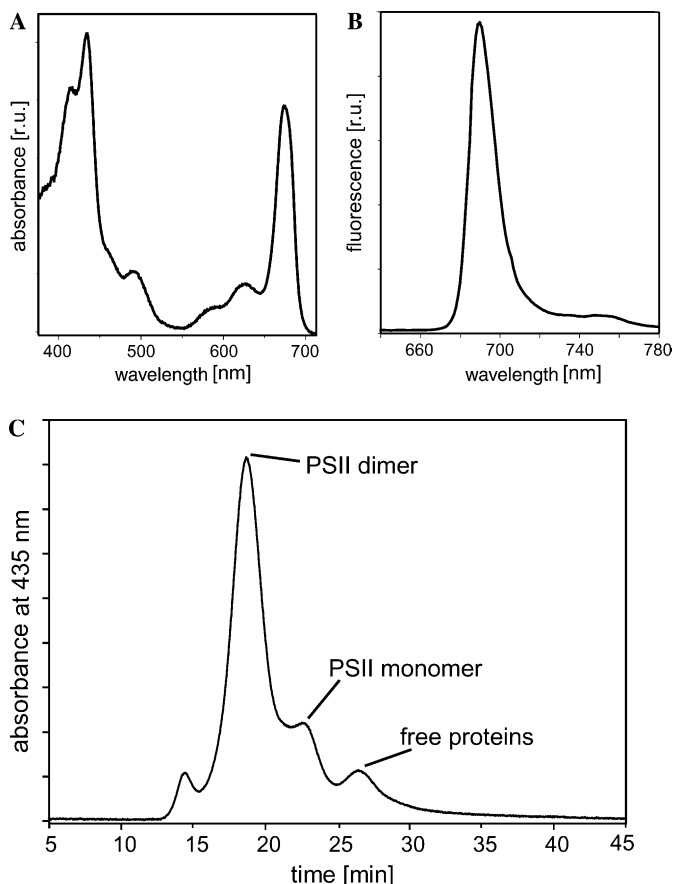 A
absorbance [r.u.]
400 500 600 700
wavelength [nm]
B
fluorescence [r.u.]
660 700 740 780
wavelength [nm]
C
absorbance at 435 nm
PSII dimer
PSII monomer
free proteins
5 10 15 20 25 30 35 40 45
time [min]